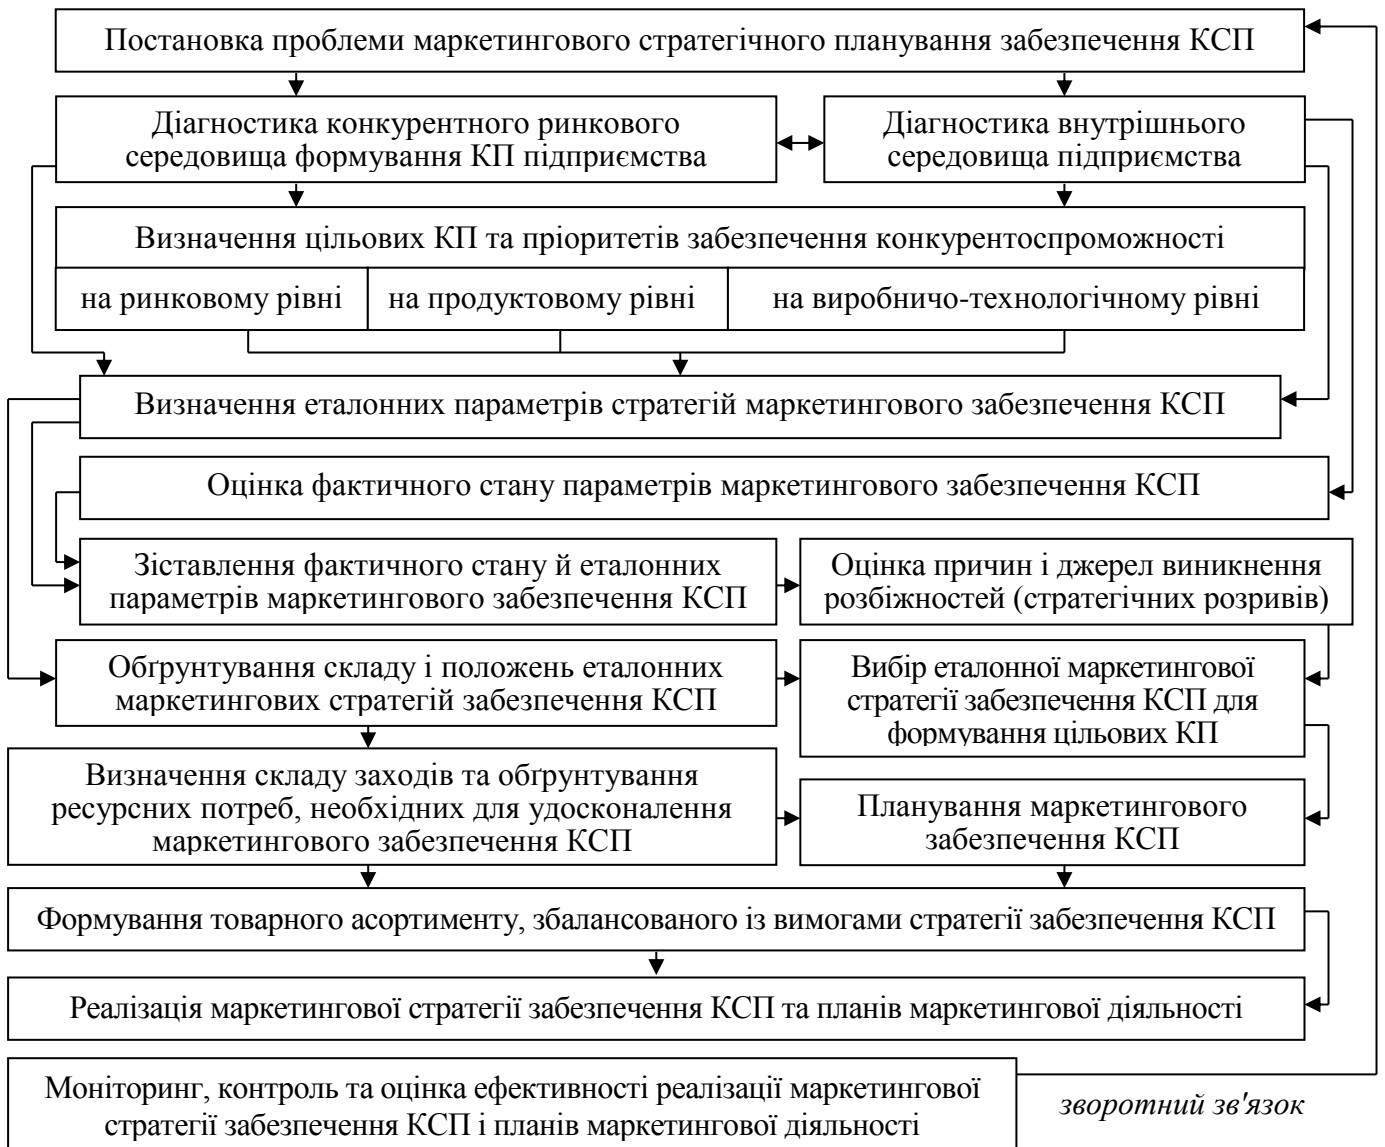 Постановка проблеми маркетингового стратегічного планування забезпечення КСП
Діагностика конкурентного ринкового
середовища формування КП підприємства
Діагностика внутрішнього
середовища підприємства
Визначення цільових КП та пріоритетів забезпечення конкурентоспроможності
на ринковому рівні
на продуктовому рівні
на виробничо-технологічному рівні
Визначення еталонних параметрів стратегій маркетингового забезпечення КСП
Оцінка фактичного стану параметрів маркетингового забезпечення КСП
Зіставлення фактичного стану й еталонних
параметрів маркетингового забезпечення КСП
Оцінка причин і джерел виникнення
розбіжностей (стратегічних розривів)
Обґрунтування складу і положень еталонних
маркетингових стратегій забезпечення КСП
Вибір еталонної маркетингової
стратегії забезпечення КСП для
формування цільових КП
Визначення складу заходів та обґрунтування
ресурсних потреб, необхідних для удосконалення
маркетингового забезпечення КСП
Планування маркетингового
забезпечення КСП
Формування товарного асортименту, збалансованого із вимогами стратегії забезпечення КСП
Реалізація маркетингової стратегії забезпечення КСП та планів маркетингової діяльності
Моніторинг, контроль та оцінка ефективності реалізації маркетингової
стратегії забезпечення КСП і планів маркетингової діяльності
зворотний зв'язок